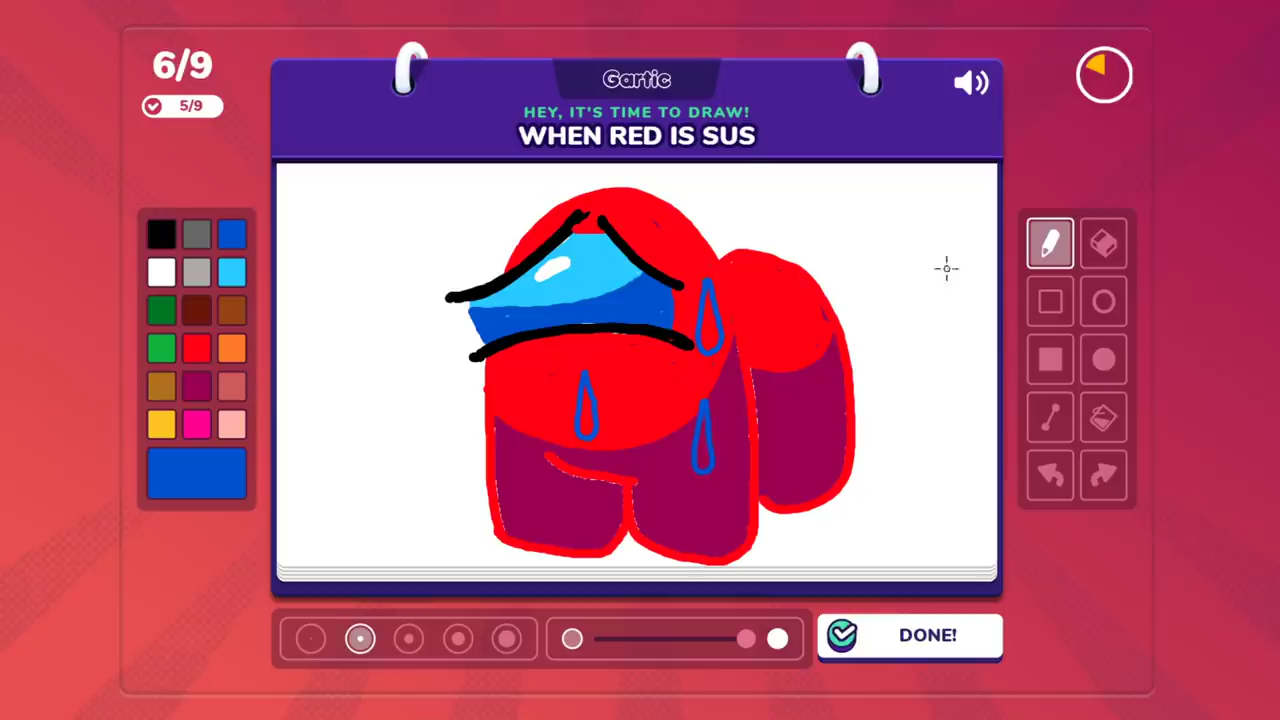 6/9
5/9
Gartic
HEY, IT'S TIME TO DRAW!
WHEN RED IS SUS
DONE!